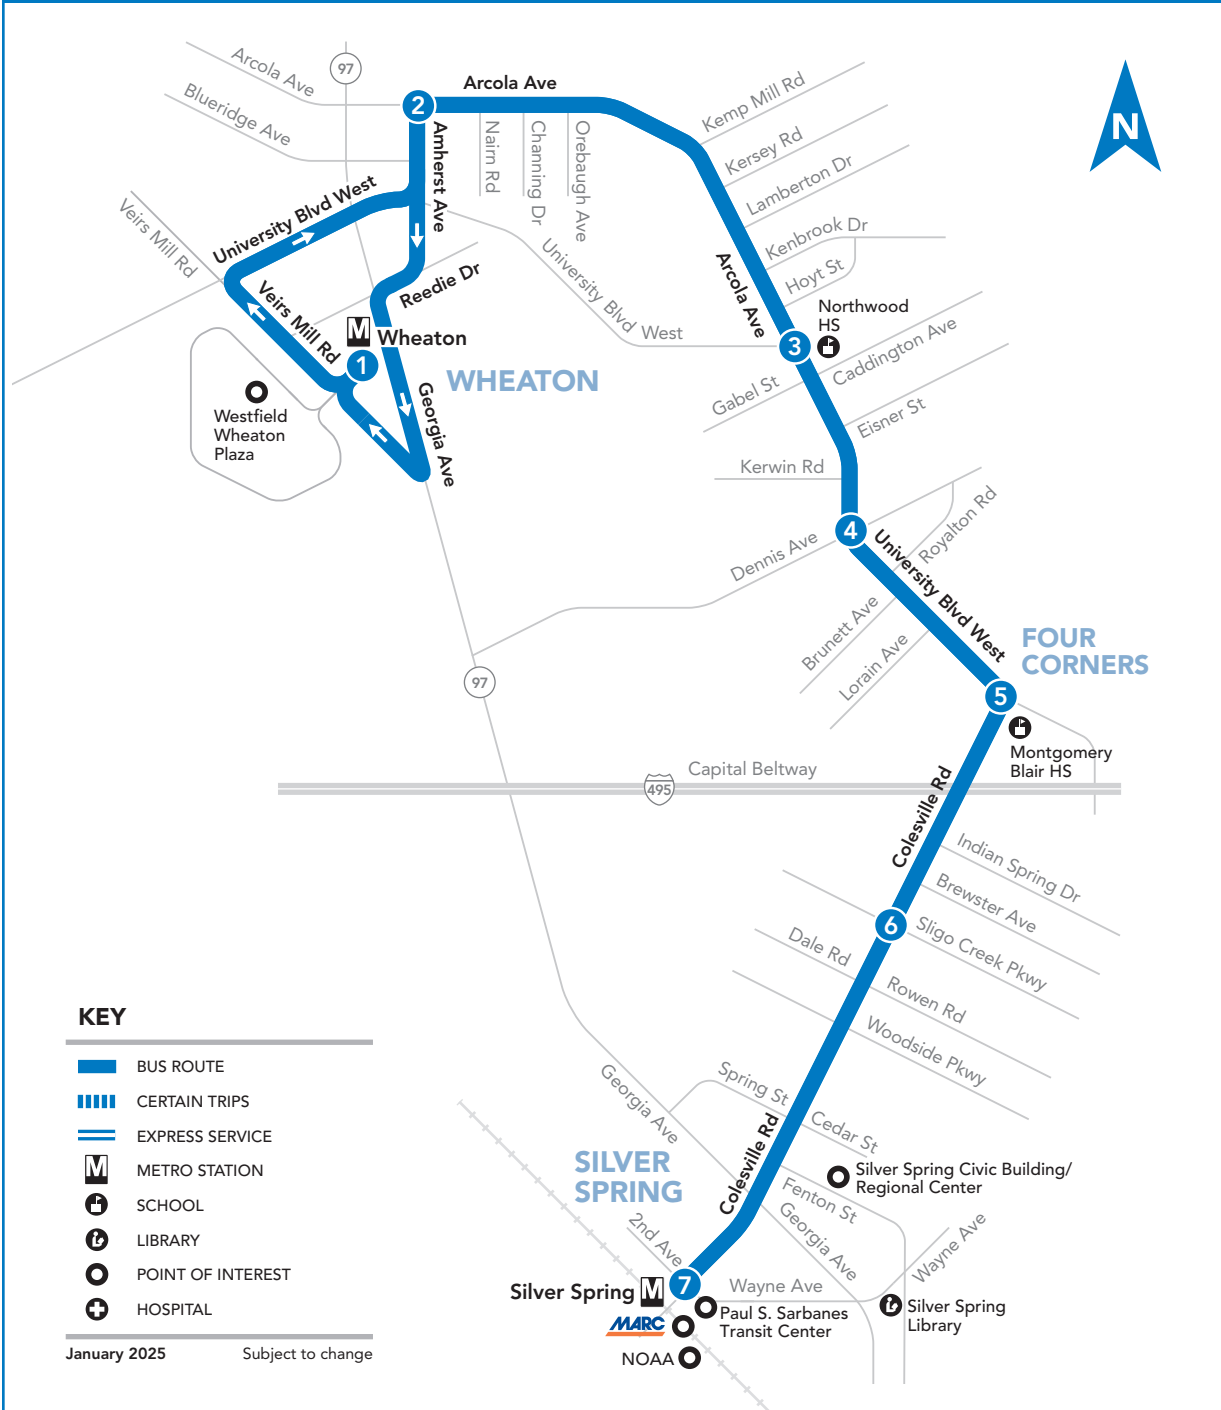 97
Arcola Ave
Blueridge Ave
2
Arcola Ave
Amherst Ave
Nairn Rd
Channing Dr
Orebaugh Ave
Kemp Mill Rd
Kersey Rd
Lamberton Dr
Kenbrook Dr
Hoyt St
N
University Blvd West
Veirs Mill Rd
Veirs Mill Rd
Reedie Dr
University Blvd
West
Arcola Ave
M
Wheaton
1
WHEATON
Georgia Ave
Westfield
Wheaton
Plaza
3
Northwood
HS
Gabel St
Caddington Ave
Eisner St
Kerwin Rd
4
Dennis Ave
University Blvd West
Royalton Rd
Brunett Ave
Lorain Ave
FOUR
CORNERS
5
Montgomery
Blair HS
97
Capital Beltway
495
Colesville Rd
Indian Spring Dr
Brewster Ave
6
Sligo Creek Pkwy
Dale Rd
Rowen Rd
Woodside Pkwy
Georgia Ave
Spring St
Cedar St
Colesville Rd
SILVER
SPRING
Silver Spring Civic Building/
Regional Center
Fenton St
Georgia Ave
2nd Ave
Wayne Ave
Silver Spring
M
7
Wayne Ave
Paul S. Sarbanes
Transit Center
Silver Spring
Library
MARC
NOAA
KEY
BUS ROUTE
CERTAIN TRIPS
EXPRESS SERVICE
M
METRO STATION
SCHOOL
LIBRARY
POINT OF INTEREST
HOSPITAL
January 2025
Subject to change